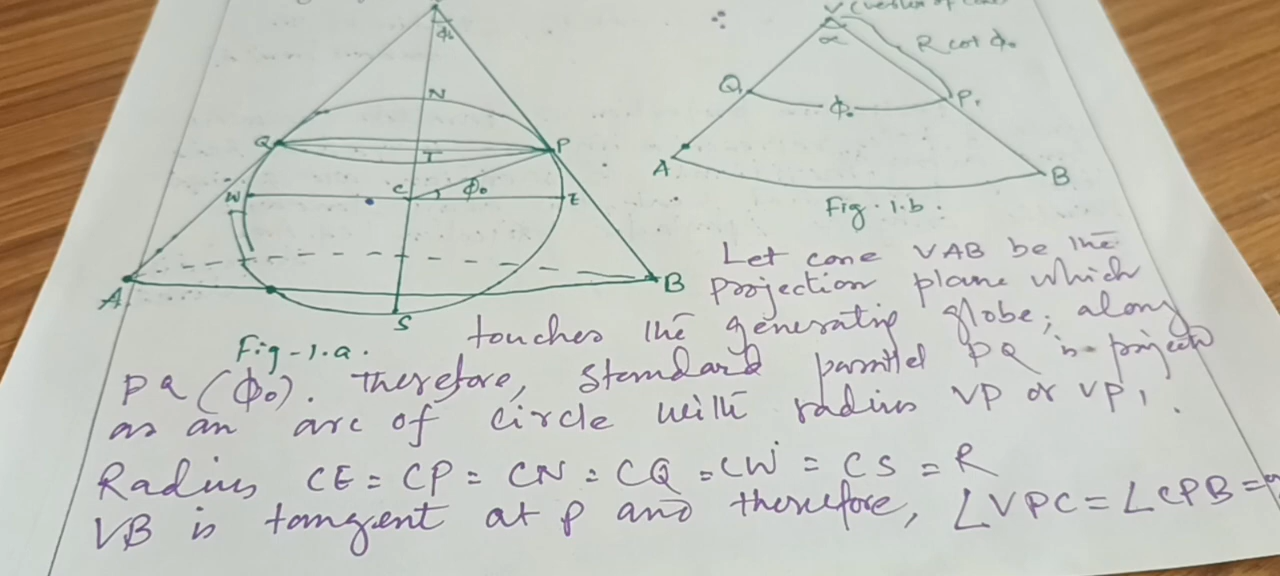 V (vertex of cone
α
R cot φ₀
φ₀
N
Q
P
T
W
C
φ₀
E
A
B
S
Fig-1.a.
Q₁
φ₀
P₁
A
B
Fig. 1.b.
Let cone VAB be the
projection plane which
touches the generating globe; along
PQ (φ₀). Therefore, standard parallel PQ is
as an arc of circle with radius VP or VP₁.
Radius CE = CP = CN = CQ = CW = CS = R
VB is tangent at P and therefore, ∠VPC = ∠CPB =